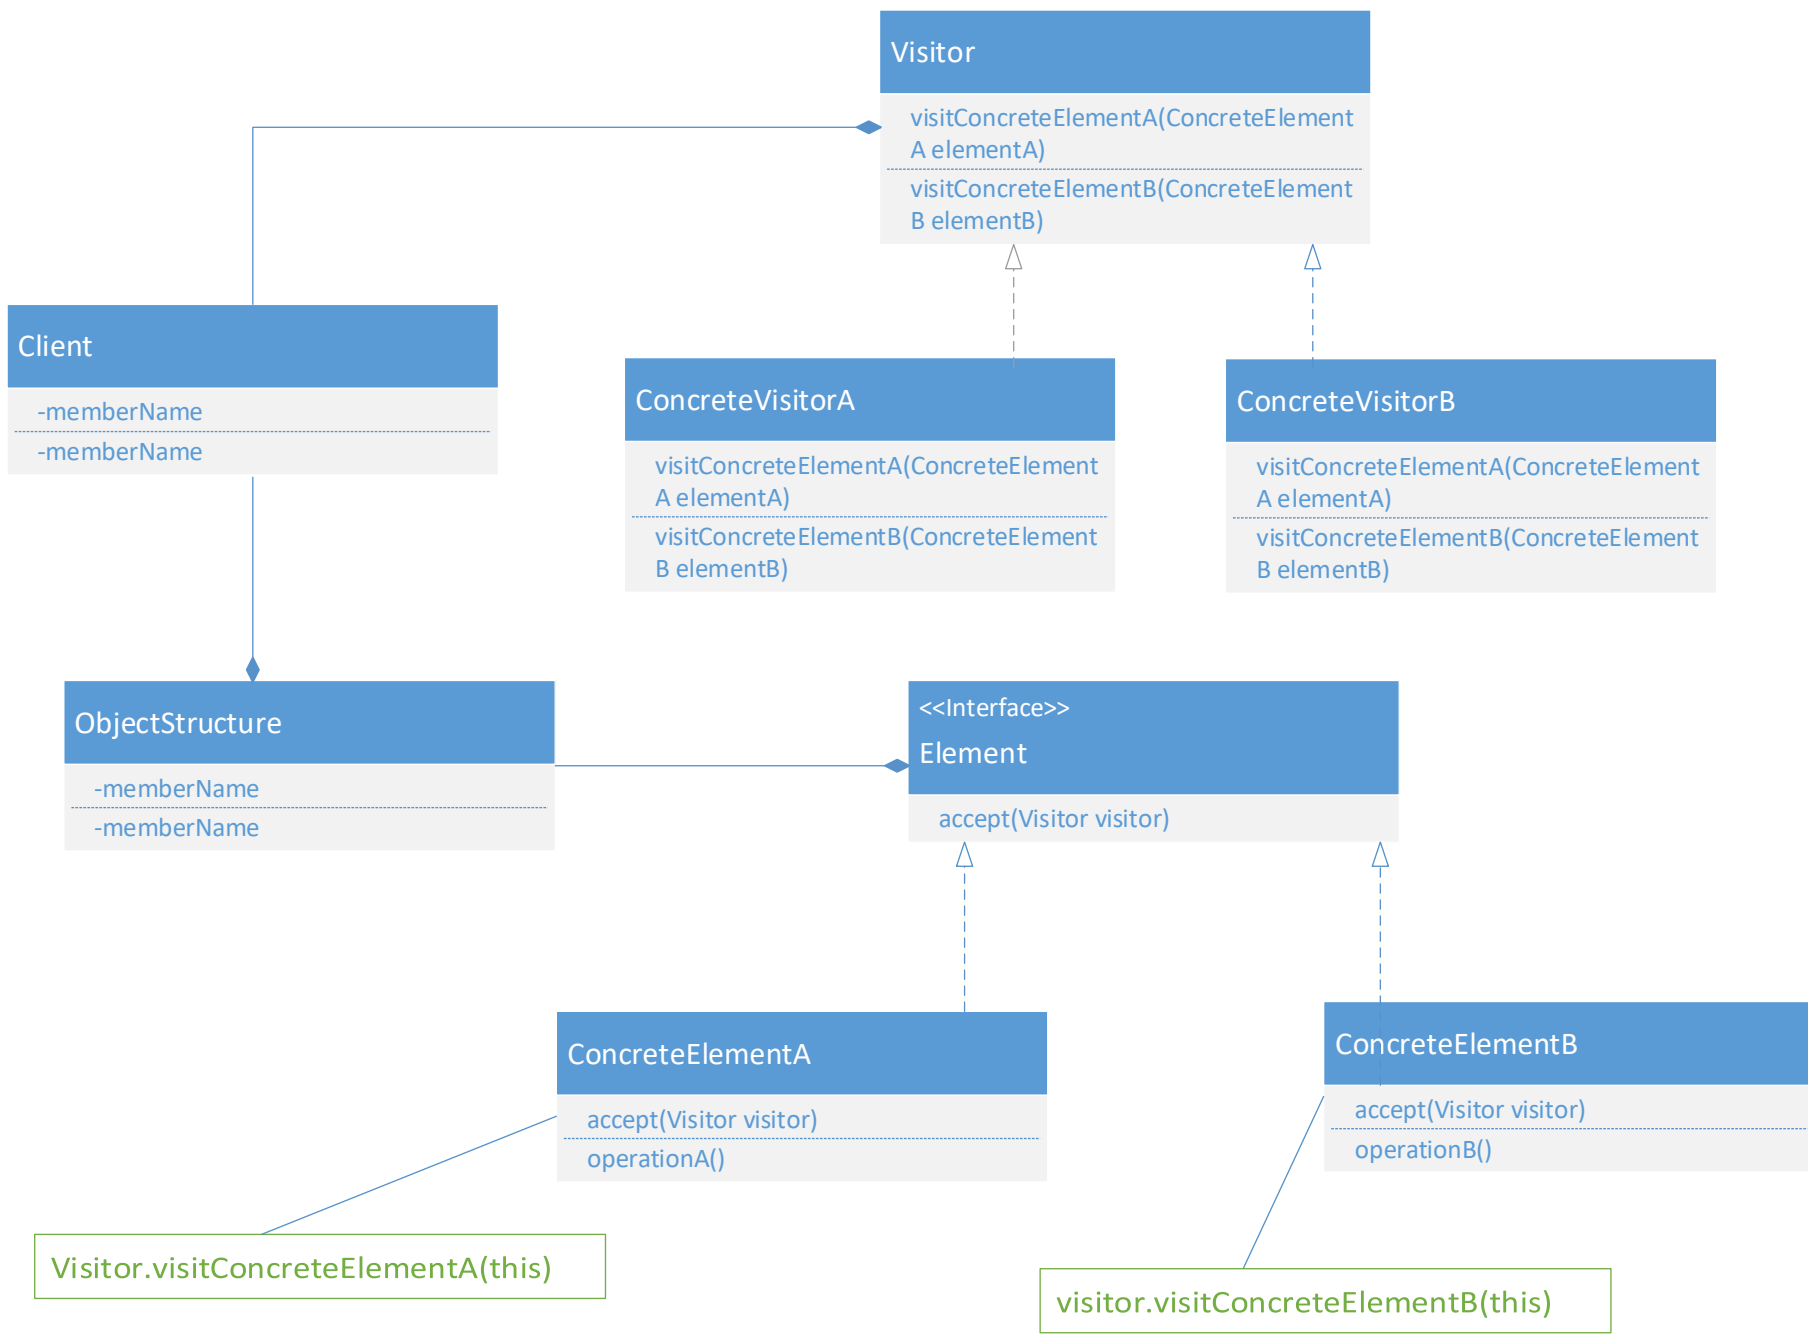 Visitor
visitConcreteElementA(ConcreteElement
A elementA)
visitConcreteElementB(ConcreteElement
B elementB)
Client
-memberName
-memberName
ConcreteVisitorA
visitConcreteElementA(ConcreteElement
A elementA)
visitConcreteElementB(ConcreteElement
B elementB)
ConcreteVisitorB
visitConcreteElementA(ConcreteElement
A elementA)
visitConcreteElementB(ConcreteElement
B elementB)
ObjectStructure
-memberName
-memberName
<<Interface>>
Element
accept(Visitor visitor)
ConcreteElementA
accept(Visitor visitor)
operationA()
ConcreteElementB
accept(Visitor visitor)
operationB()
Visitor.visitConcreteElementA(this)
visitor.visitConcreteElementB(this)